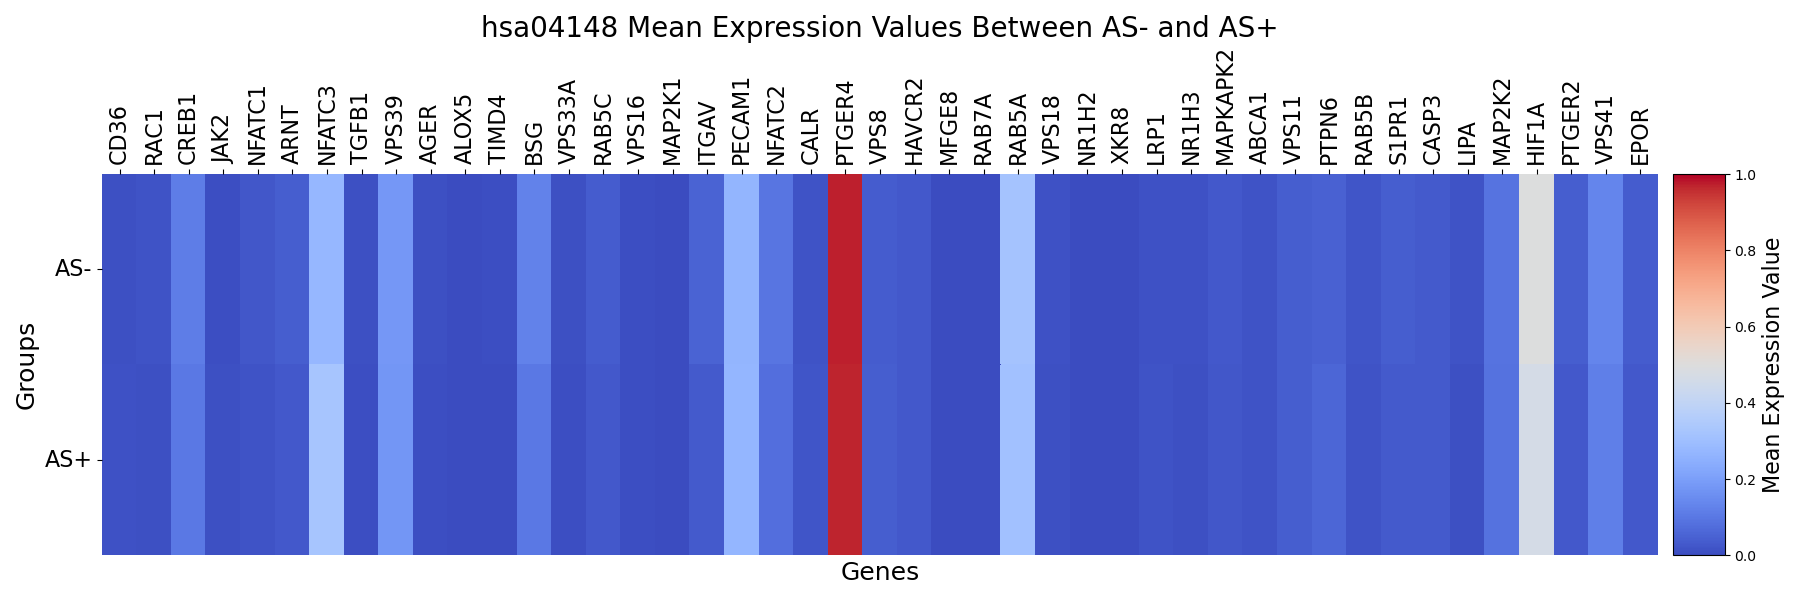 hsa04148 Mean Expression Values Between AS- and AS+
CD36
RAC1
CREB1
JAK2
NFATC1
ARNT
NFATC3
TGFB1
VPS39
AGER
ALOX5
TIMD4
BSG
VPS33A
RAB5C
VPS16
MAP2K1
ITGAV
PECAM1
NFATC2
CALR
PTGER4
VPS8
HAVCR2
MFGE8
RAB7A
RAB5A
VPS18
NR1H2
XKR8
LRP1
NR1H3
MAPKAPK2
ABCA1
VPS11
PTPN6
RAB5B
S1PR1
CASP3
LIPA
MAP2K2
HIF1A
PTGER2
VPS41
EPOR
Groups
AS-
AS+
Genes
1.0
0.8
0.6
0.4
0.2
0.0
Mean Expression Value